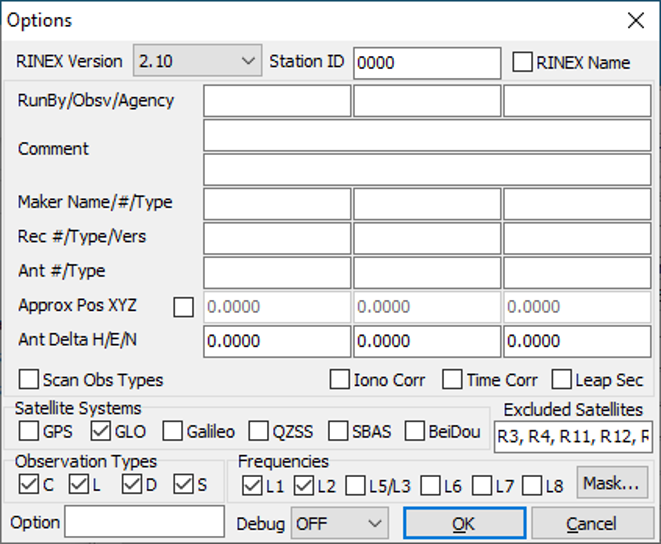 Options
RINEX Version 2.10 Station ID 0000 RINEX Name
RunBy/Obsv/Agency
Comment
Maker Name/#/Type
Rec #/Type/Vers
Ant #/Type
Approx Pos XYZ 0.0000 0.0000 0.0000
Ant Delta H/E/N 0.0000 0.0000 0.0000
Scan Obs Types Iono Corr Time Corr Leap Sec
Satellite Systems Excluded Satellites
GPS GLO Galileo QZSS SBAS BeiDou R3, R4, R11, R12, R
Observation Types Frequencies
C L D S L1 L2 L5/L3 L6 L7 L8 Mask...
Option Debug OFF OK Cancel